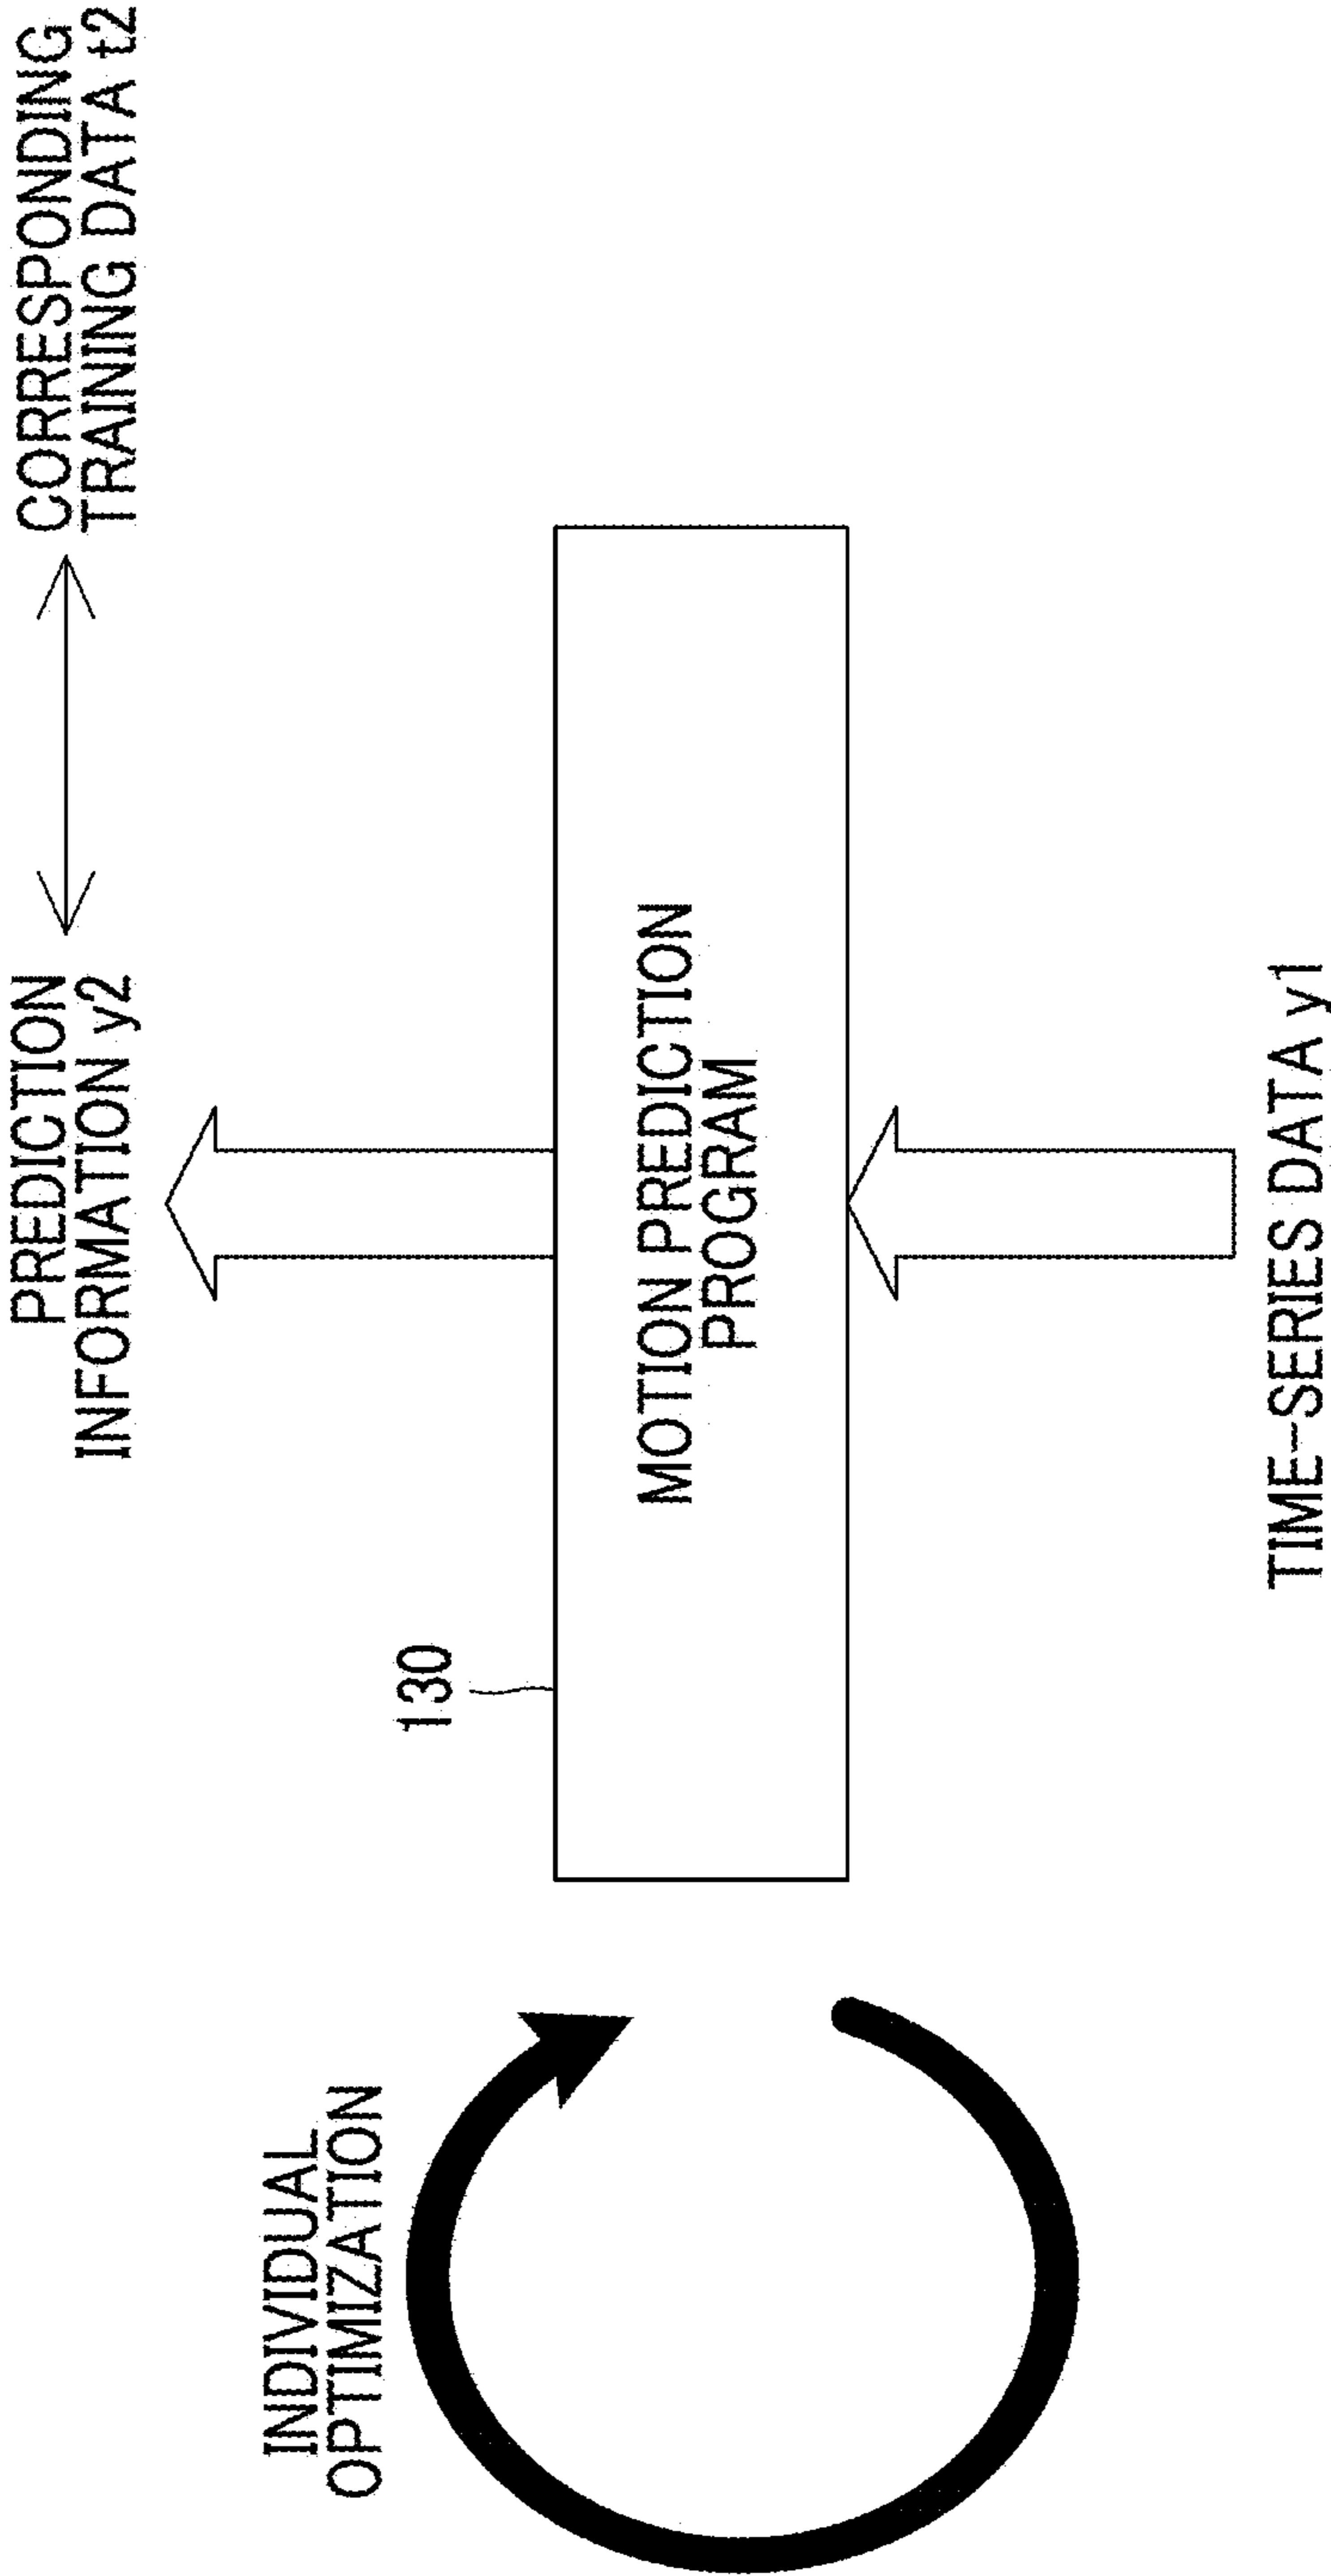 PREDICTION
INFORMATION y2
CORRESPONDING
TRAINING DATA t2
INDIVIDUAL
OPTIMIZATION
130
MOTION PREDICTION
PROGRAM
TIME-SERIES DATA y1